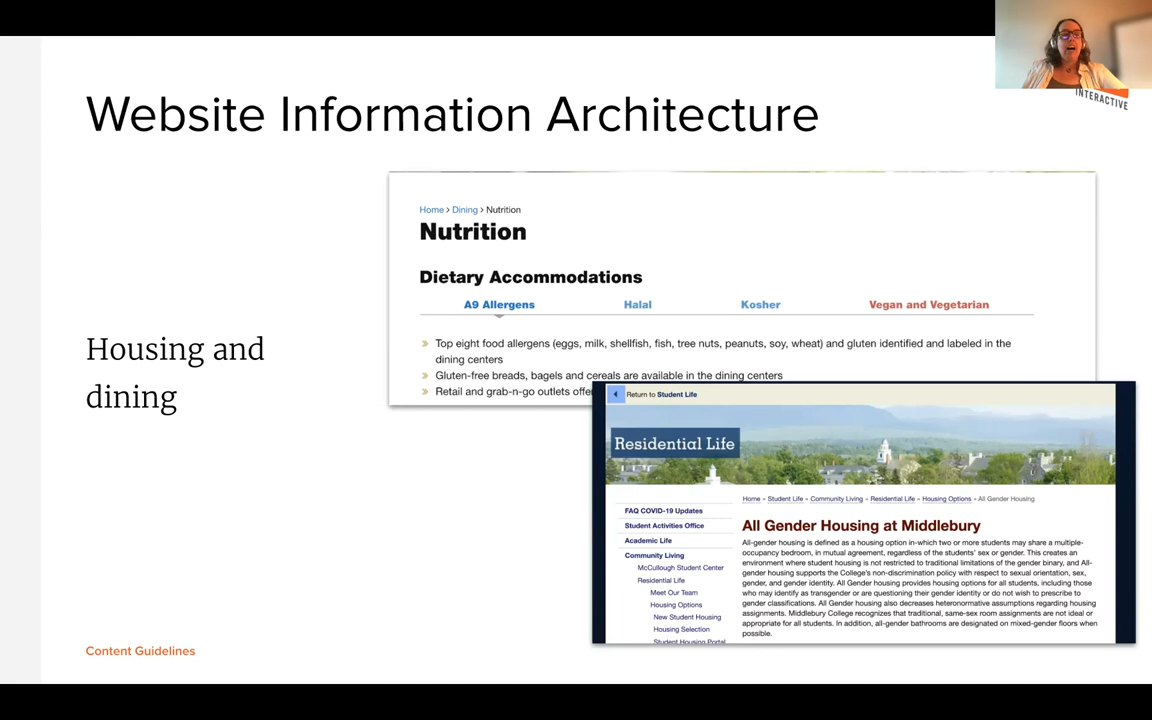 INTERACTIVE
Website Information Architecture
Housing and
dining
Home > Dining > Nutrition
Nutrition
Dietary Accommodations
A9 Allergens Halal Kosher Vegan and Vegetarian
» Top eight food allergens (eggs, milk, shellfish, fish, tree nuts, peanuts, soy, wheat) and gluten identified and labeled in the
dining centers
» Gluten-free breads, bagels and cereals are available in the dining centers
» Retail and grab-n-go outlets offe
Return to Student Life
Residential Life
FAQ COVID-19 Updates
Student Activities Office
Academic Life
Community Living
McCullough Student Center
Residential Life
Meet Our Team
Housing Options
New Student Housing
Housing Selection
Student Housing Portal
Home » Student Life » Community Living » Residential Life » Housing Options » All Gender Housing
All Gender Housing at Middlebury
All-gender housing is defined as a housing option in-which two or more students may share a multiple-
occupancy bedroom, in mutual agreement, regardless of the students' sex or gender. This creates an
environment where student housing is not restricted to traditional limitations of the gender binary, and All-
gender housing supports the College's non-discrimination policy with respect to sexual orientation, sex,
gender, and gender identity. All Gender housing provides housing options for all students, including those
who may identify as transgender or are questioning their gender identity or do not wish to prescribe to
gender classifications. All Gender housing also decreases heteronormative assumptions regarding housing
assignments. Middlebury College recognizes that traditional, same-sex room assignments are not ideal or
appropriate for all students. In addition, all-gender bathrooms are designated on mixed-gender floors when
possible.
Content Guidelines